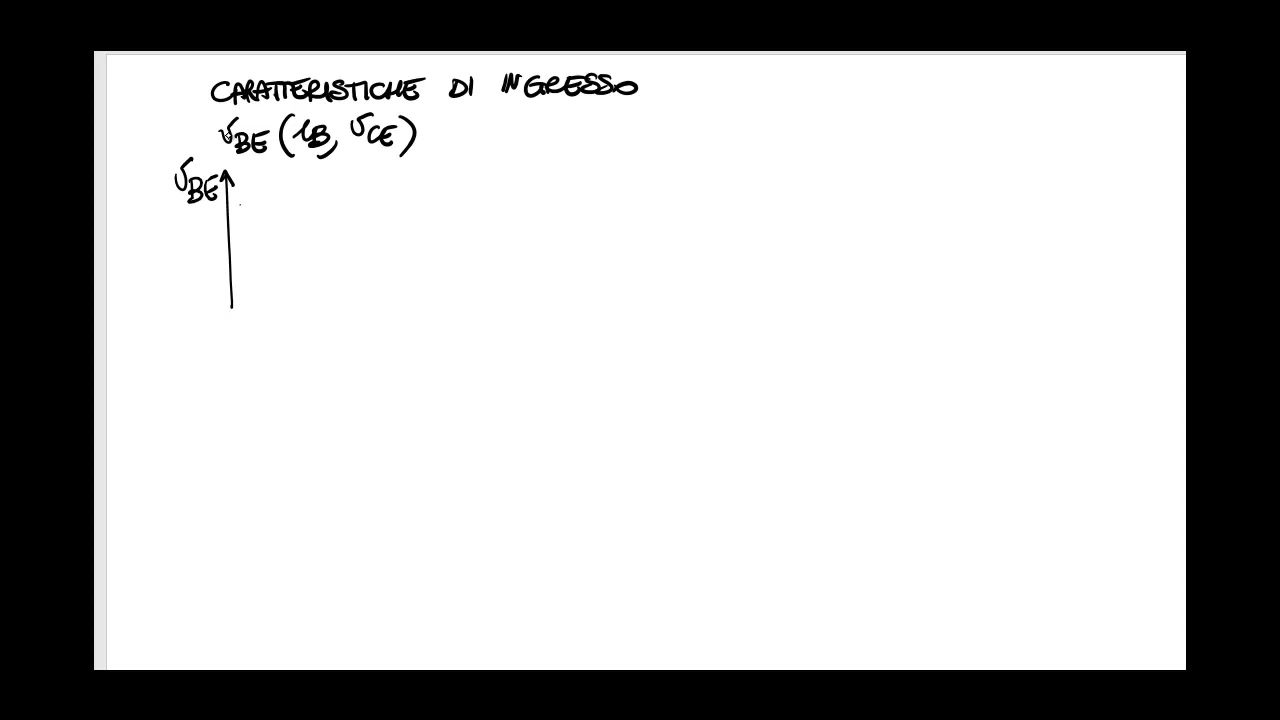 CARATTERISTICHE DI INGRESSO
vBE (iB, vCE)
vBE